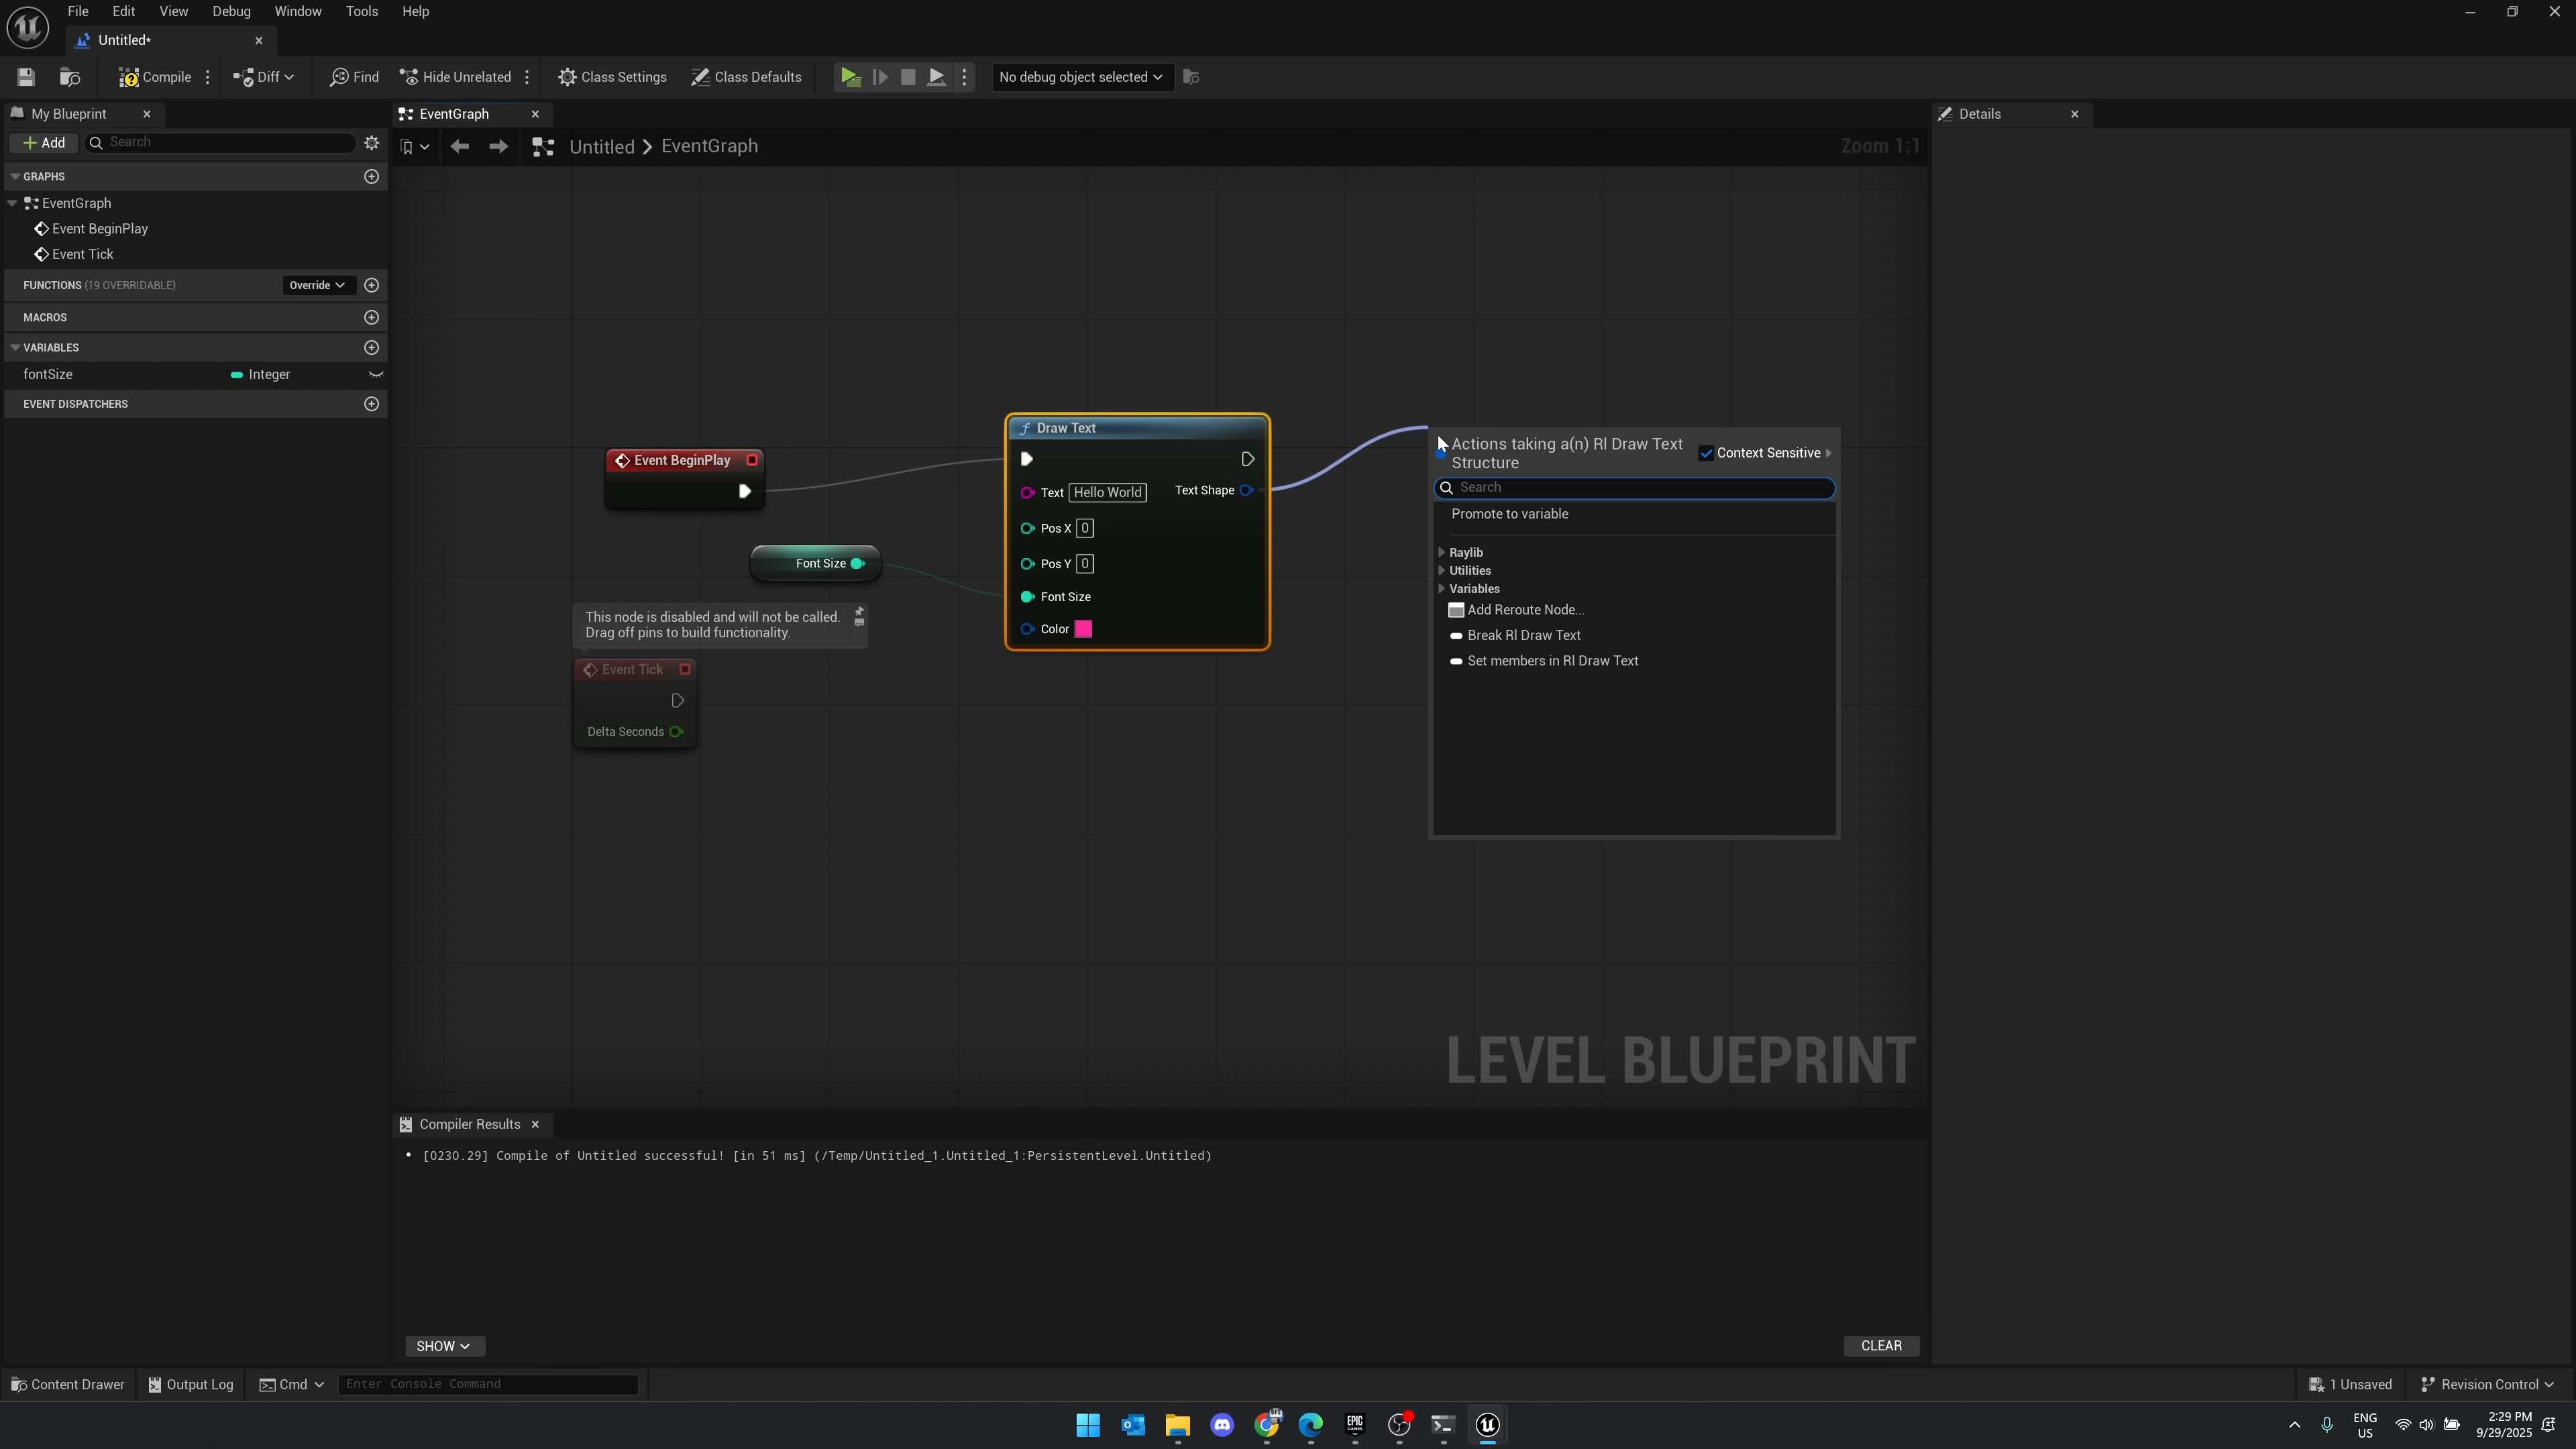 File Edit View Debug Window Tools Help
Untitled*
Compile Diff Find Hide Unrelated Class Settings Class Defaults No debug object selected
My Blueprint
EventGraph
Details
Add Search
Untitled > EventGraph
Zoom 1:1
GRAPHS
EventGraph
Event BeginPlay
Event Tick
FUNCTIONS (19 OVERRIDABLE) Override
MACROS
VARIABLES
fontSize Integer
EVENT DISPATCHERS
Event BeginPlay
Font Size
This node is disabled and will not be called.
Drag off pins to build functionality.
Event Tick
Delta Seconds
Draw Text
Text Hello World Text Shape
Pos X 0
Pos Y 0
Font Size
Color
Actions taking a(n) Rl Draw Text
Structure
Context Sensitive
Search
Promote to variable
Raylib
Utilities
Variables
Add Reroute Node...
Break Rl Draw Text
Set members in Rl Draw Text
LEVEL BLUEPRINT
Compiler Results
• [0230.29] Compile of Untitled successful! [in 51 ms] (/Temp/Untitled_1.Untitled_1:PersistentLevel.Untitled)
SHOW
CLEAR
Content Drawer Output Log Cmd Enter Console Command
1 Unsaved Revision Control
EPIC
GAMES
ENG
US
2:29 PM
9/29/2025